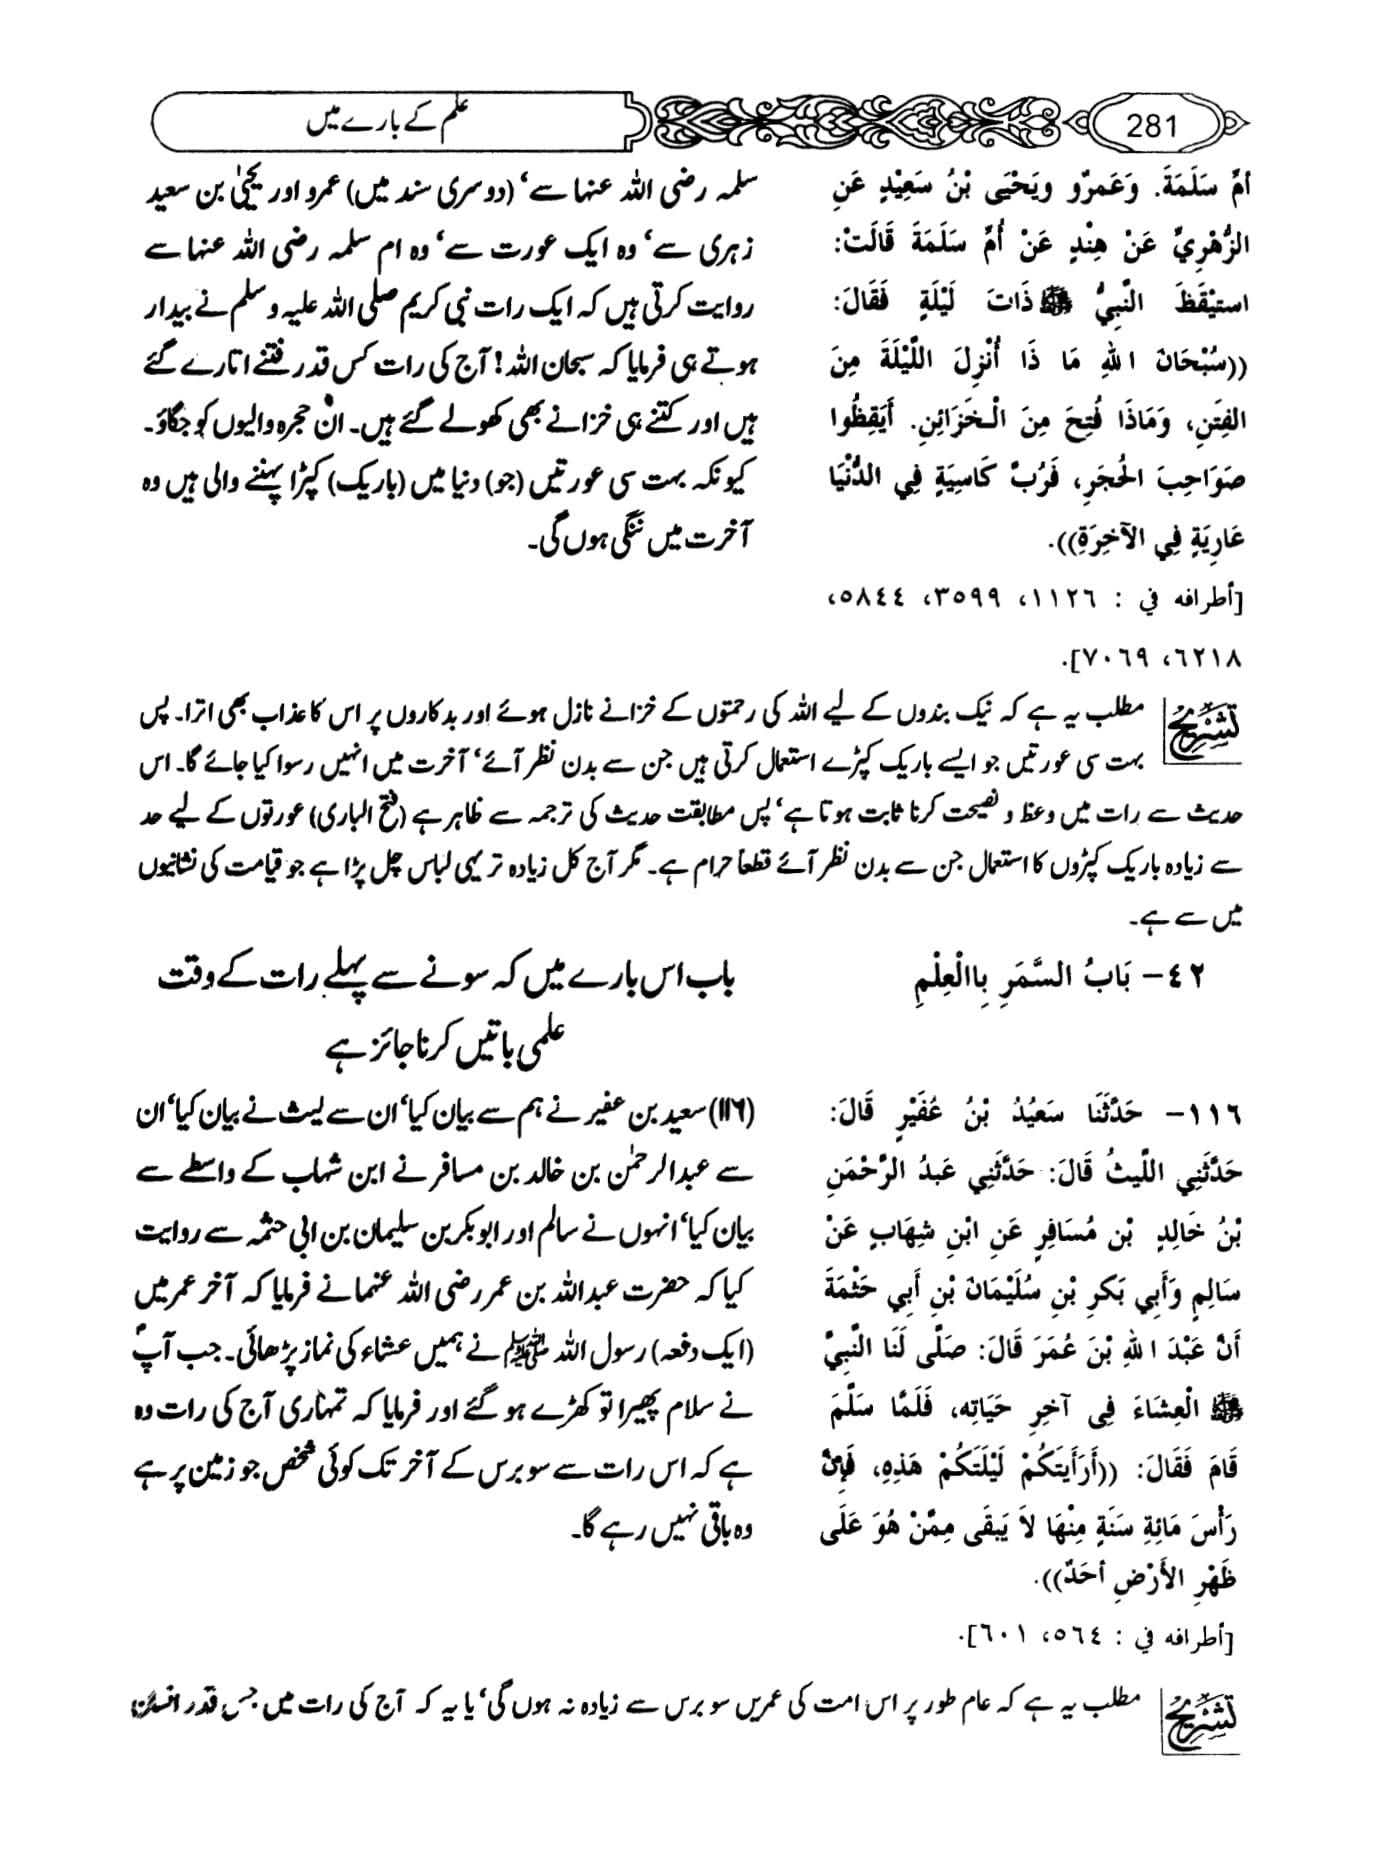 علم کے بارے میں
281
أُمِّ سَلَمَةَ. وَعَمرٌو ويَحْيَى بْنُ سَعِيْدٍ عَنِ
الزُّهْرِيِّ عَنْ هِنْدٍ عَنْ أُمِّ سَلَمَةَ قَالَتْ:
استيْقَظَ النَّبِيُّ ﷺ ذَاتَ لَيْلَةٍ فَقَالَ:
((سُبْحَانَ اللهِ مَا ذَا أُنْزِلَ اللَّيْلَةَ مِنَ
الفِتَنِ، وَمَاذَا فُتِحَ مِنَ الْخَزَائِنِ. أَيقِظُوا
صَوَاحِبَ الحُجَرِ، فَرُبَّ كَاسِيَةٍ فِي الدُّنْيَا
عَارِيَةٍ فِي الآخِرَةِ)).
[أطرافه في : ١١٢٦، ٣٥٩٩، ٥٨٤٤،
٦٢١٨، ٧٠٦٩].
سلمہ رضی اللہ عنہا سے‘ (دوسری سند میں) عمرو اور یحییٰ بن سعید
زہری سے‘ وہ ایک عورت سے‘ وہ ام سلمہ رضی اللہ عنہا سے
روایت کرتی ہیں کہ ایک رات نبی کریم صلی اللہ علیہ و سلم نے بیدار
ہوتے ہی فرمایا کہ سبحان اللہ! آج کی رات کس قدر فتنے اتارے گئے
ہیں اور کتنے ہی خزانے بھی کھولے گئے ہیں۔ ان حجرہ والیوں کو جگاؤ۔
کیونکہ بہت سی عورتیں (جو) دنیا میں (باریک) کپڑا پہننے والی ہیں وہ
آخرت میں ننگی ہوں گی۔
تشریح مطلب یہ ہے کہ نیک بندوں کے لیے اللہ کی رحمتوں کے خزانے نازل ہوئے اور بدکاروں پر اس کا عذاب بھی اترا۔ پس
بہت سی عورتیں جو ایسے باریک کپڑے استعمال کرتی ہیں جن سے بدن نظر آئے‘ آخرت میں انہیں رسوا کیا جائے گا۔ اس
حدیث سے رات میں وعظ و نصیحت کرنا ثابت ہوتا ہے‘ پس مطابقت حدیث کی ترجمہ سے ظاہر ہے (فتح الباری) عورتوں کے لیے حد
سے زیادہ باریک کپڑوں کا استعمال جن سے بدن نظر آئے قطعاً حرام ہے۔ مگر آج کل زیادہ تر یہی لباس چل پڑا ہے جو قیامت کی نشانیوں
میں سے ہے۔
٤٢- بَابُ السَّمَرِ بِاالْعِلْمِ
باب اس بارے میں کہ سونے سے پہلے رات کے وقت
علمی باتیں کرنا جائز ہے
١١٦- حَدَّثَنَا سَعِيْدُ بْنُ عُفَيْرٍ قَالَ:
حَدَّثَنِي اللَّيثُ قَالَ: حَدَّثَنِي عَبدُ الرَّحْمَنِ
بْنُ خَالِدِ بْن مُسَافِرٍ عَنِ ابْنِ شِهَابٍ عَنْ
سَالِمٍ وَأَبِي بَكرِ بْنِ سُلَيْمَانَ بْنِ أَبِي حَثْمَةَ
أَنَّ عَبْدَ اللهِ بْنَ عُمَرَ قَالَ: صَلَّى لَنَا النَّبِيُّ
ﷺ الْعِشَاءَ فِي آخِرِ حَيَاتِه، فَلَمَّا سَلَّمَ
قَامَ فَقَالَ: ((أَرَأَيتَكُمْ لَيْلَتَكُمْ هَذِهِ، فَإِنَّ
رَأْسَ مَائِةِ سَنَةٍ مِنْهَا لاَ يَبقَى مِمَّنْ هُوَ عَلَى
ظَهْرِ الأَرْضِ أَحَدٌ)).
[أطرافه في : ٥٦٤، ٦٠١].
(۱۱۶) سعید بن عفیر نے ہم سے بیان کیا‘ ان سے لیث نے بیان کیا‘ ان
سے عبدالرحمٰن بن خالد بن مسافر نے ابن شہاب کے واسطے سے
بیان کیا‘ انہوں نے سالم اور ابوبکر بن سلیمان بن ابی حثمہ سے روایت
کیا کہ حضرت عبداللہ بن عمر رضی اللہ عنہما نے فرمایا کہ آخر عمر میں
(ایک دفعہ) رسول اللہ ﷺ نے ہمیں عشاء کی نماز پڑھائی۔ جب آپؐ
نے سلام پھیرا تو کھڑے ہو گئے اور فرمایا کہ تمہاری آج کی رات وہ
ہے کہ اس رات سے سو برس کے آخر تک کوئی شخص جو زمین پر ہے
وہ باقی نہیں رہے گا۔
تشریح مطلب یہ ہے کہ عام طور پر اس امت کی عمریں سو برس سے زیادہ نہ ہوں گی‘ یا یہ کہ آج کی رات میں جس قدر انسان